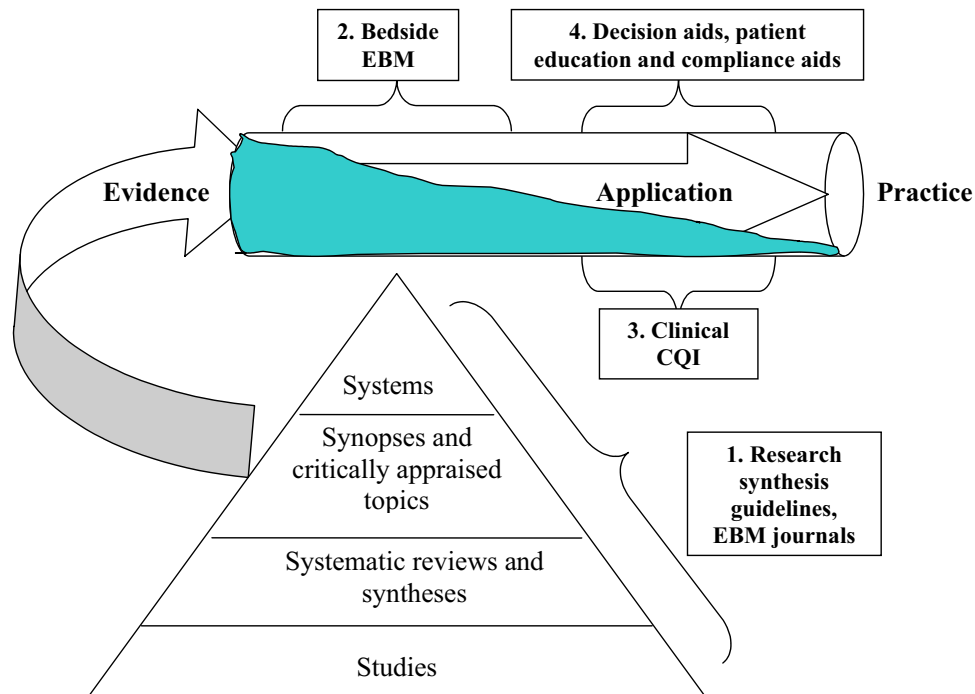 2. Bedside
EBM
4. Decision aids, patient
education and compliance aids
Evidence
Application
Practice
3. Clinical
CQI
Systems
Synopses and
critically appraised
topics
1. Research
synthesis
guidelines,
EBM journals
Systematic reviews and
syntheses
Studies